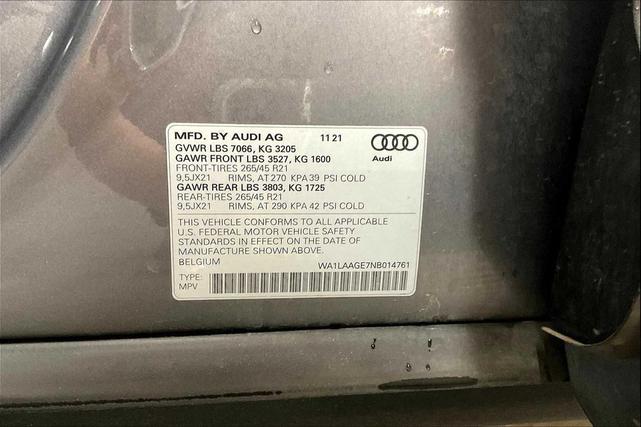 MFD. BY AUDI AG 11 21
GVWR LBS 7066, KG 3205
GAWR FRONT LBS 3527, KG 1600
FRONT-TIRES 265/45 R21
9,5JX21 RIMS, AT 270 KPA 39 PSI COLD
GAWR REAR LBS 3803, KG 1725
REAR-TIRES 265/45 R21
9,5JX21 RIMS, AT 290 KPA 42 PSI COLD
Audi
THIS VEHICLE CONFORMS TO ALL APPLICABLE
U.S. FEDERAL MOTOR VEHICLE SAFETY
STANDARDS IN EFFECT ON THE DATE OF
MANUFACTURE SHOWN ABOVE.
BELGIUM WA1LAAGE7NB014761
TYPE:
MPV